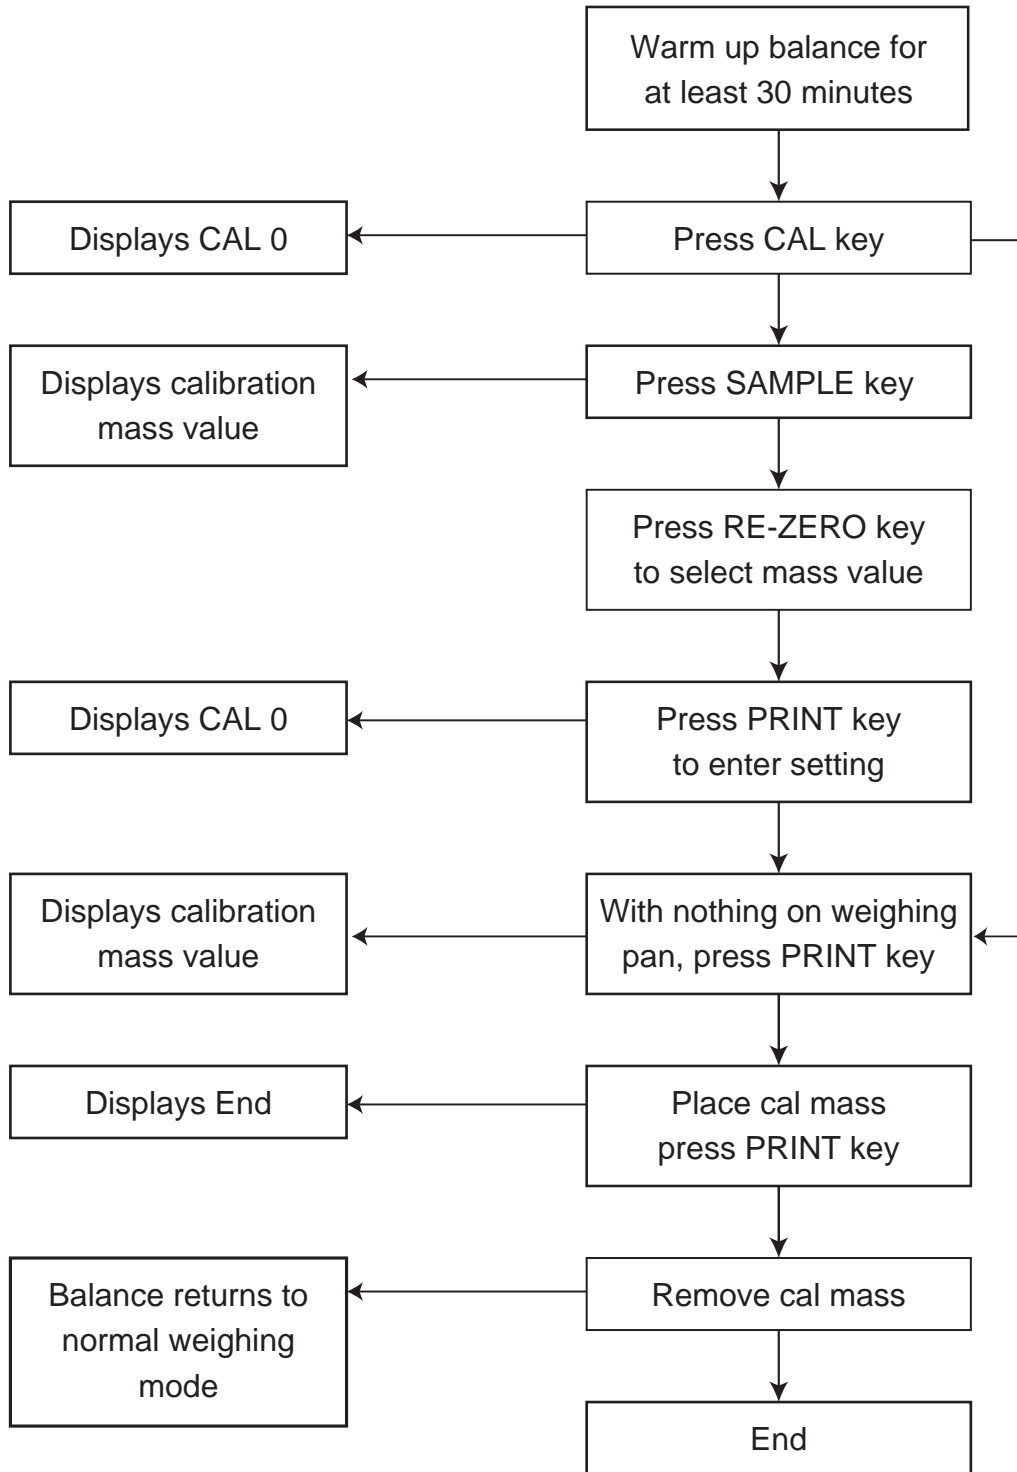 Warm up balance for
at least 30 minutes
Displays CAL 0
Press CAL key
Displays calibration
mass value
Press SAMPLE key
Press RE-ZERO key
to select mass value
Displays CAL 0
Press PRINT key
to enter setting
Displays calibration
mass value
With nothing on weighing
pan, press PRINT key
Displays End
Place cal mass
press PRINT key
Balance returns to
normal weighing
mode
Remove cal mass
End